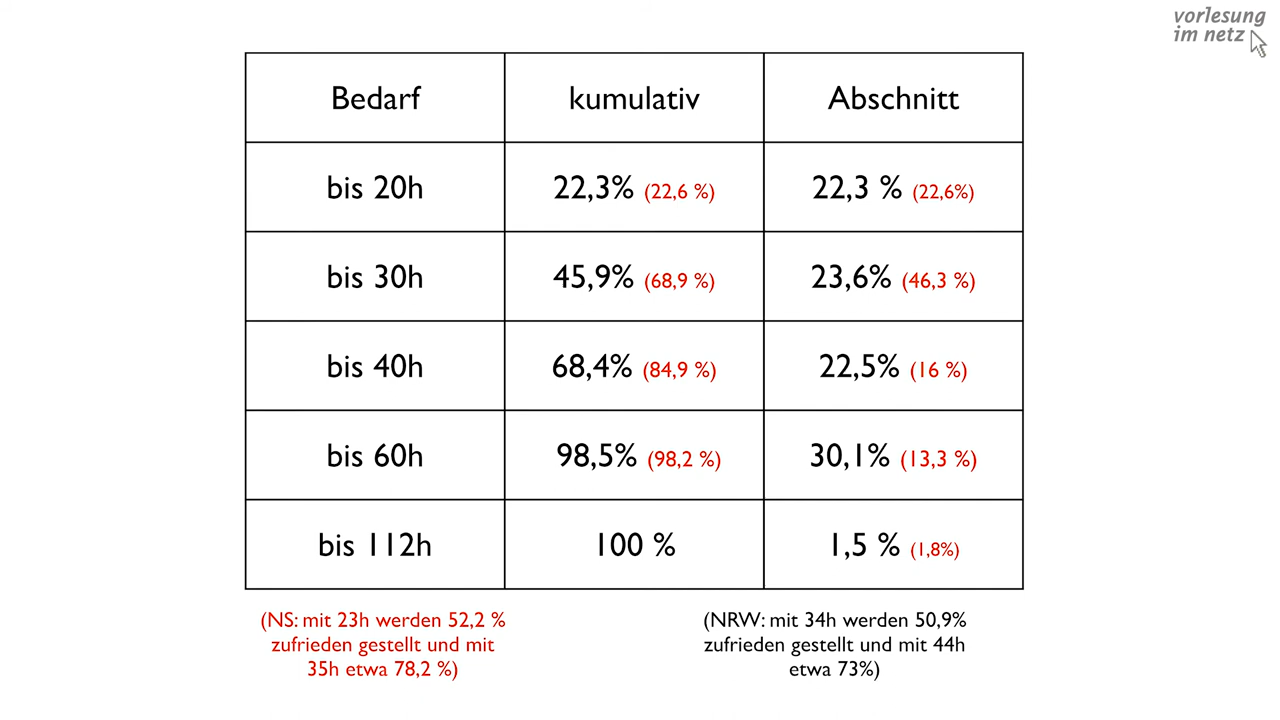 vorlesung
im netz
Bedarf kumulativ Abschnitt
bis 20h 22,3% (22,6 %) 22,3 % (22,6%)
bis 30h 45,9% (68,9 %) 23,6% (46,3 %)
bis 40h 68,4% (84,9 %) 22,5% (16 %)
bis 60h 98,5% (98,2 %) 30,1% (13,3 %)
bis 112h 100 % 1,5 % (1,8%)
(NS: mit 23h werden 52,2 %
zufrieden gestellt und mit
35h etwa 78,2 %)
(NRW: mit 34h werden 50,9%
zufrieden gestellt und mit 44h
etwa 73%)